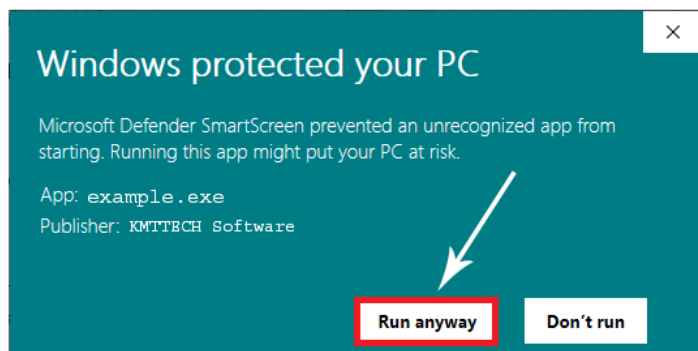 Windows protected your PC
Microsoft Defender SmartScreen prevented an unrecognized app from
starting. Running this app might put your PC at risk.
App: example.exe
Publisher: KMTTECH Software
Run anyway Don't run